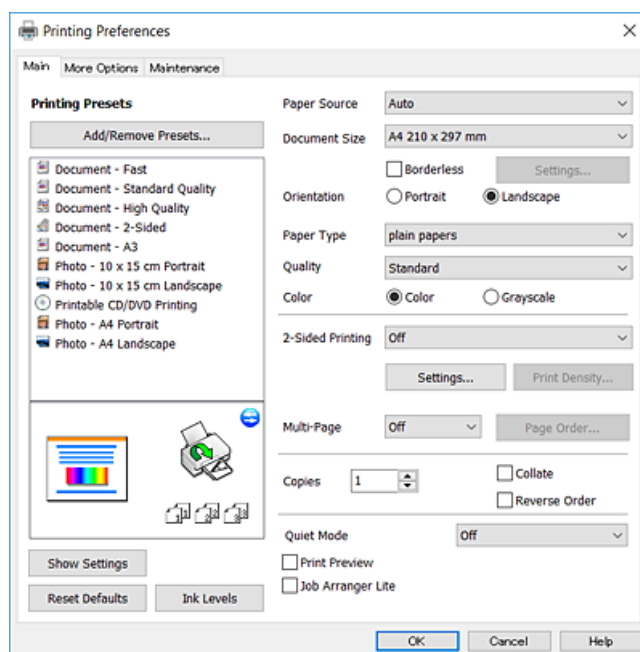 Printing Preferences
Main
More Options
Maintenance
Printing Presets
Add/Remove Presets...
Document - Fast
Document - Standard Quality
Document - High Quality
Document - 2-Sided
Document - A3
Photo - 10 x 15 cm Portrait
Photo - 10 x 15 cm Landscape
Printable CD/DVD Printing
Photo - A4 Portrait
Photo - A4 Landscape
Show Settings
Reset Defaults
Ink Levels
Paper Source
Auto
Document Size
A4 210 x 297 mm
Borderless
Settings...
Orientation
Portrait
Landscape
Paper Type
plain papers
Quality
Standard
Color
Color
Grayscale
2-Sided Printing
Off
Settings...
Print Density...
Multi-Page
Off
Page Order...
Copies
1
Collate
Reverse Order
Quiet Mode
Off
Print Preview
Job Arranger Lite
OK
Cancel
Help